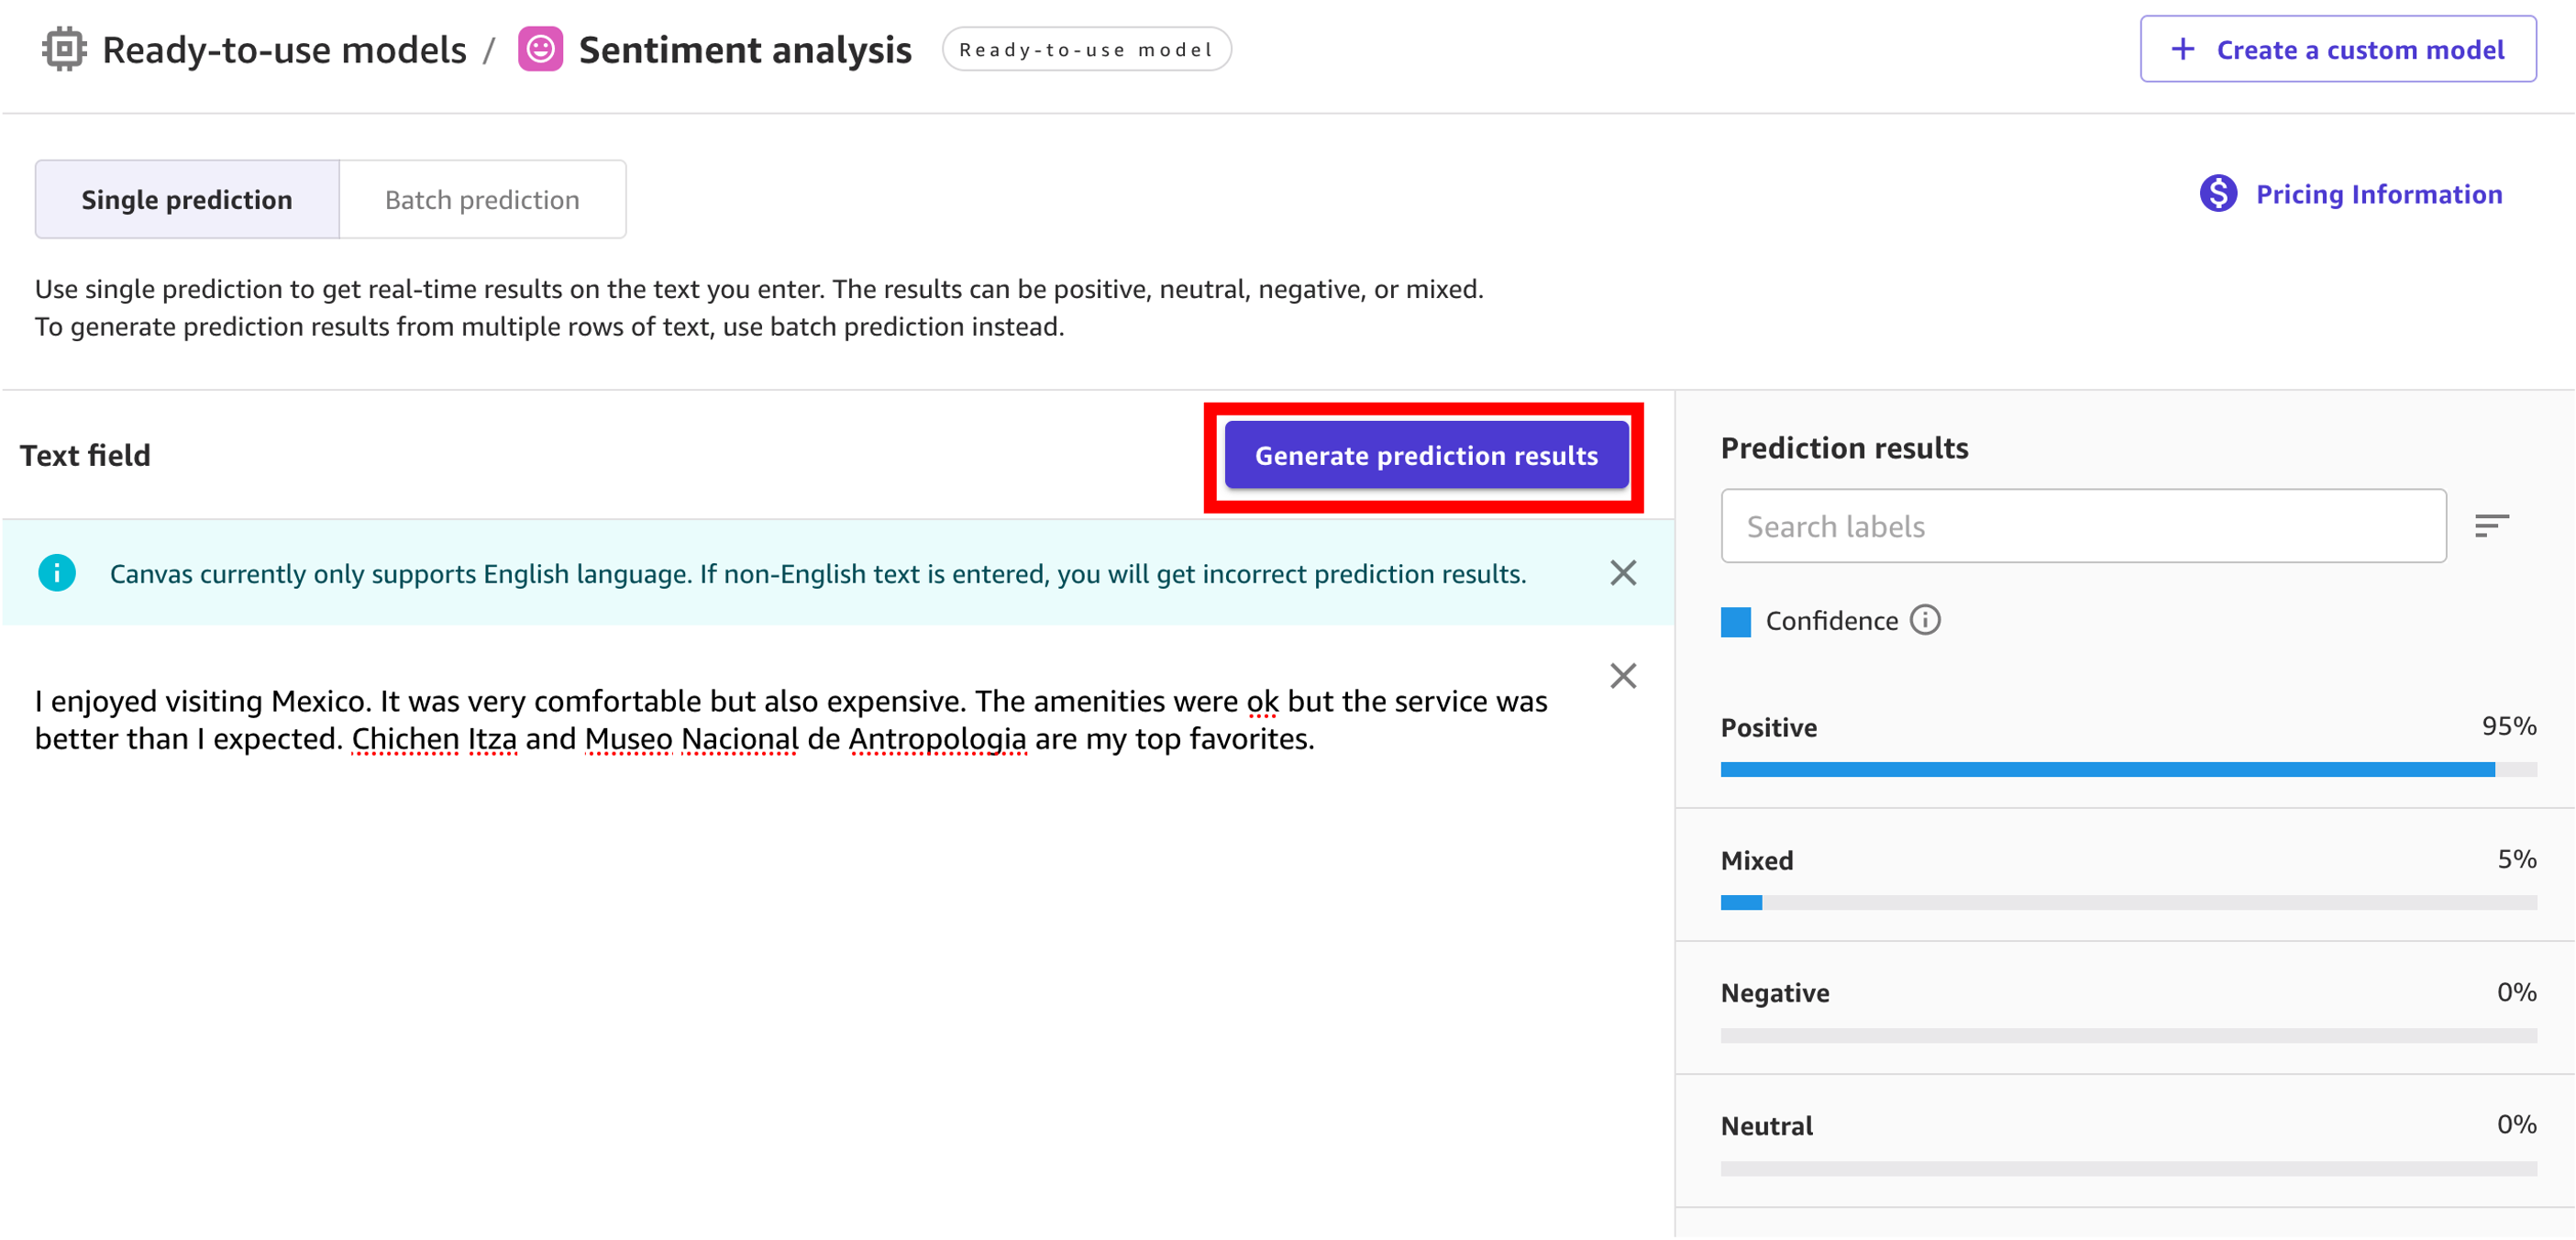 Ready-to-use models / Sentiment analysis Ready-to-use model
+ Create a custom model
Single prediction Batch prediction
$ Pricing Information
Use single prediction to get real-time results on the text you enter. The results can be positive, neutral, negative, or mixed.
To generate prediction results from multiple rows of text, use batch prediction instead.
Text field
Generate prediction results
Canvas currently only supports English language. If non-English text is entered, you will get incorrect prediction results.
I enjoyed visiting Mexico. It was very comfortable but also expensive. The amenities were ok but the service was
better than I expected. Chichen Itza and Museo Nacional de Antropologia are my top favorites.
Prediction results
Search labels
Confidence
Positive 95%
Mixed 5%
Negative 0%
Neutral 0%